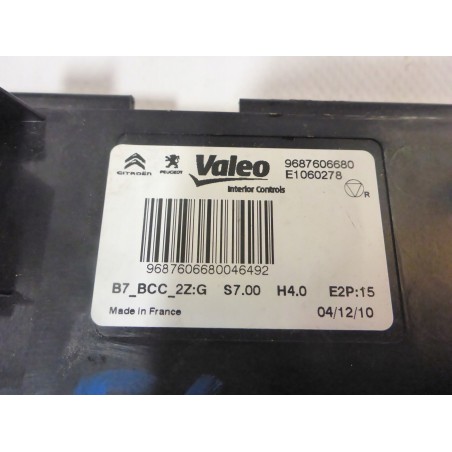 CITROËN PEUGEOT Valeo 9687606680
Interior Controls E1060278
R
9687606680046492
B7_BCC_2Z:G S7.00 H4.0 E2P:15
Made in France 04/12/10